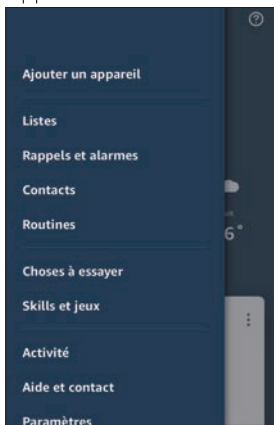 Ajouter un appareil
Listes
Rappels et alarmes
Contacts
Routines
6°
Choses à essayer
Skills et jeux
Activité
Aide et contact
Paramètres